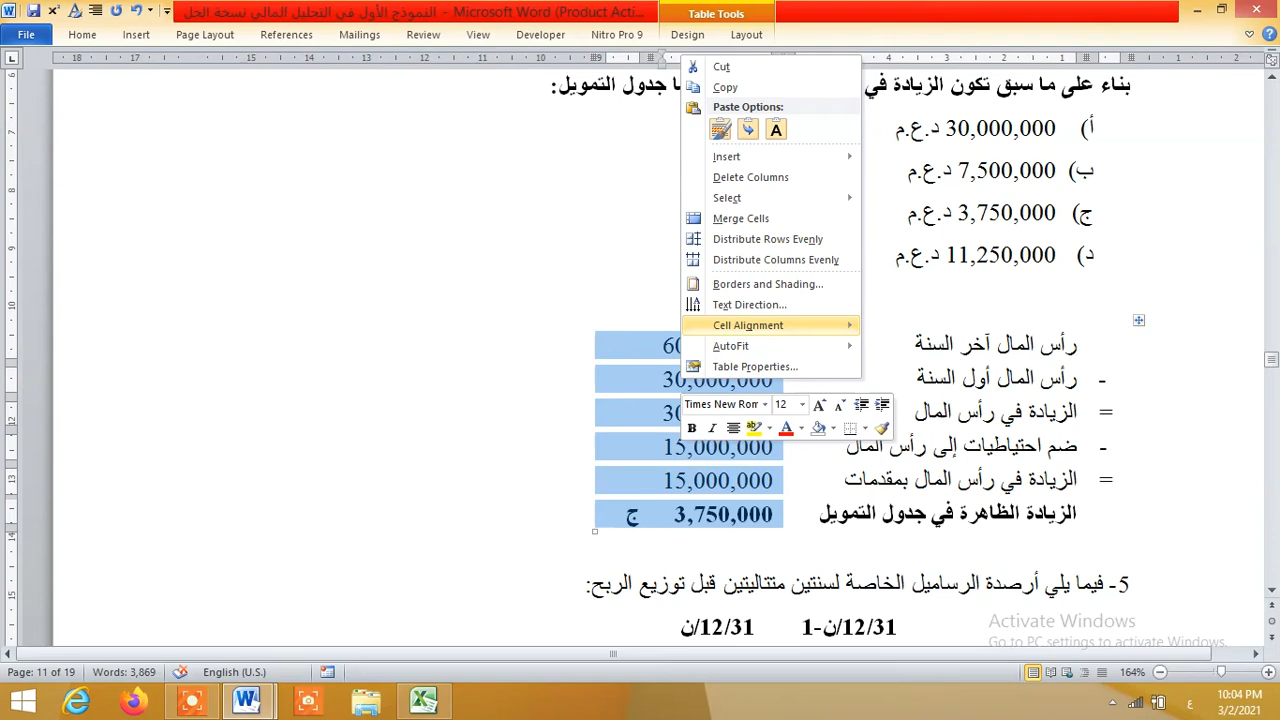 النموذج الأول في التحليل المالي نسخة الحل - Microsoft Word (Product Acti...
Table Tools
File Home Insert Page Layout References Mailings Review View Developer Nitro Pro 9 Design Layout
بناء على ما سبق تكون الزيادة في
ا جدول التمويل:
أ) 30,000,000 د.ع.م
ب) 7,500,000 د.ع.م
ج) 3,750,000 د.ع.م
د) 11,250,000 د.ع.م
Cut
Copy
Paste Options:
Insert
Delete Columns
Select
Merge Cells
Distribute Rows Evenly
Distribute Columns Evenly
Borders and Shading...
Text Direction...
Cell Alignment
AutoFit
Table Properties...
Times New Rom 12
رأس المال آخر السنة 60
- رأس المال أول السنة 30,000,000
= الزيادة في رأس المال 30
- ضم احتياطيات إلى رأس المال 15,000,000
= الزيادة في رأس المال بمقدمات 15,000,000
الزيادة الظاهرة في جدول التمويل 3,750,000 ج
5- فيما يلي أرصدة الرساميل الخاصة لسنتين متتاليتين قبل توزيع الربح:
12/31/ن-1 12/31/ن
Activate Windows
Go to PC settings to activate Windows.
Page: 11 of 19 Words: 3,869 English (U.S.) 164%
10:04 PM
3/2/2021